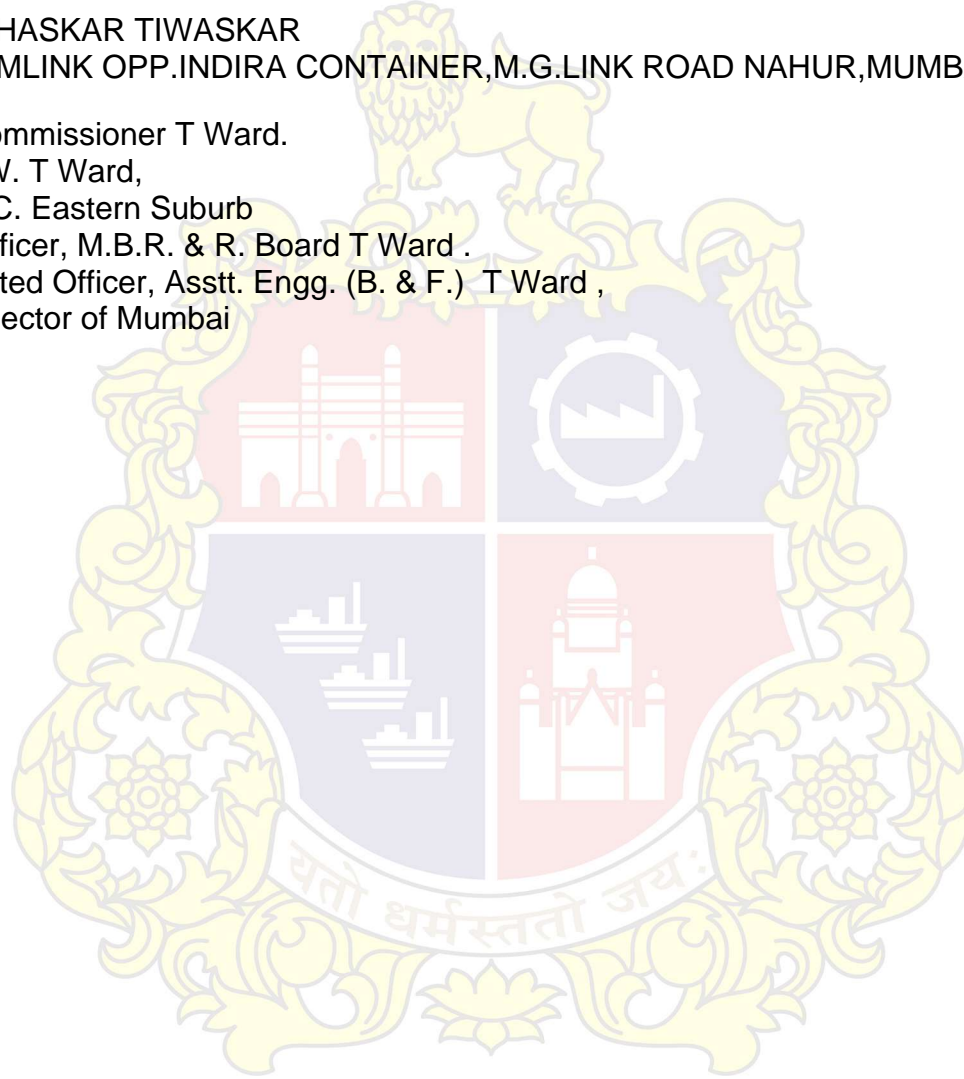 HASKAR TIWASKAR
MLINK OPP.INDIRA CONTAINER,M.G.LINK ROAD NAHUR,MUMB
ommissioner T Ward.
. T Ward,
C. Eastern Suburb
ficer, M.B.R. & R. Board T Ward .
ted Officer, Asstt. Engg. (B. & F.)  T Ward ,
ector of Mumbai
यतो धर्मस्ततो जय: